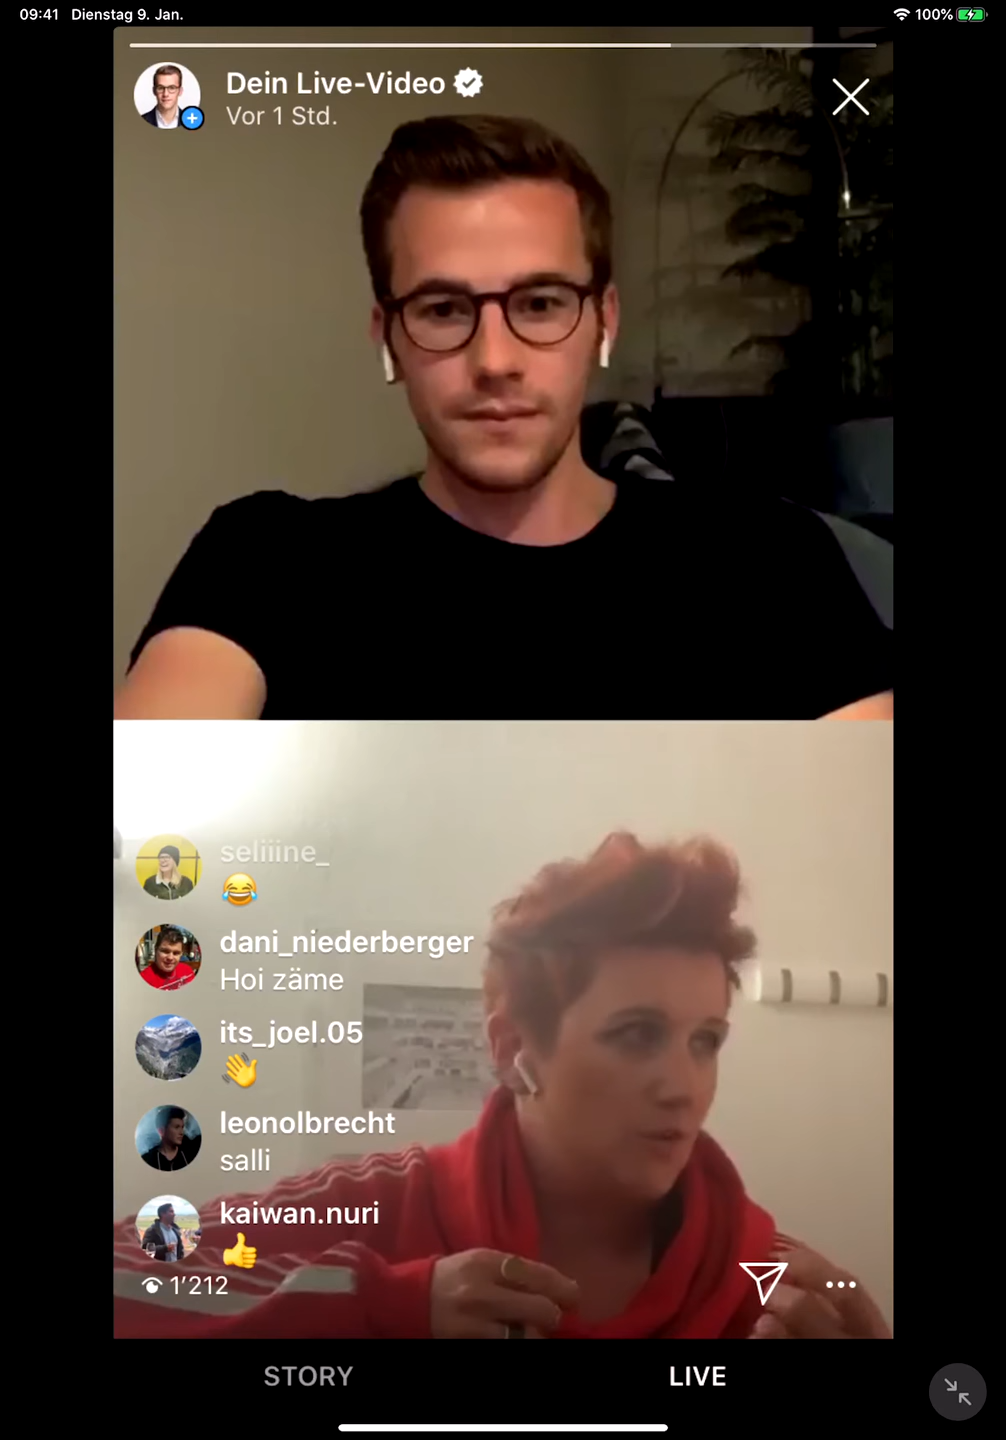 09:41 Dienstag 9. Jan.
100%
Dein Live-Video
Vor 1 Std.
seliiine_
😂
dani_niederberger
Hoi zäme
its_joel.05
👋
leonolbrecht
salli
kaiwan.nuri
👍
1’212
STORY
LIVE